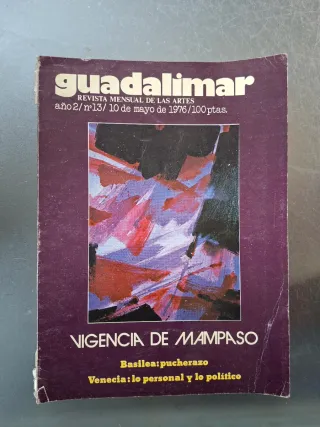 guadalimar
REVISTA MENSUAL DE LAS ARTES
año 2/nº13/ 10 de mayo de 1976/100 ptas.
VIGENCIA DE MAMPASO
Basilea: pucherazo
Venecia: lo personal y lo político